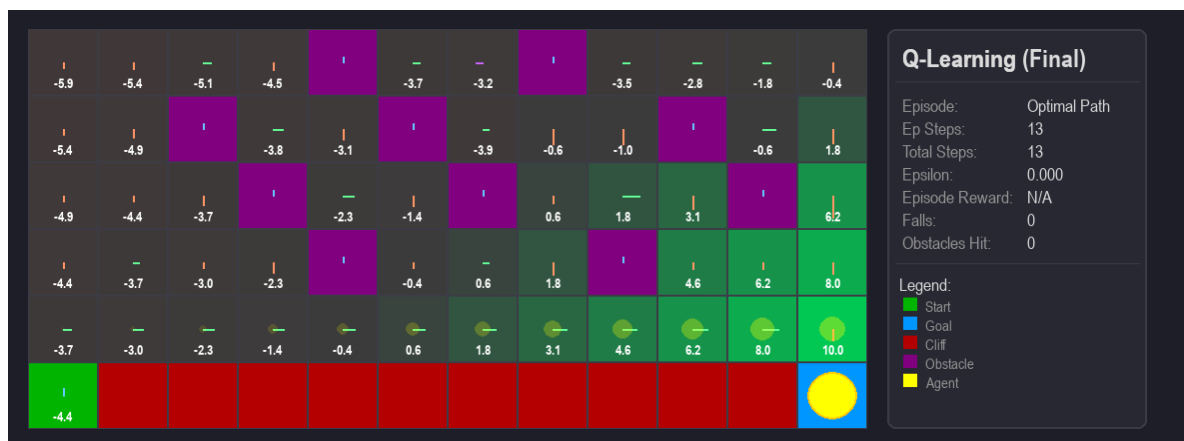 -5.9 -5.4 -5.1 -4.5 -3.7 -3.2 -3.5 -2.8 -1.8 -0.4
-5.4 -4.9 -3.8 -3.1 -3.9 -0.6 -1.0 -0.6 1.8
-4.9 -4.4 -3.7 -2.3 -1.4 0.6 1.8 3.1 6.2
-4.4 -3.7 -3.0 -2.3 -0.4 0.6 1.8 4.6 6.2 8.0
-3.7 -3.0 -2.3 -1.4 -0.4 0.6 1.8 3.1 4.6 6.2 8.0 10.0
-4.4
Q-Learning (Final)
Episode: Optimal Path
Ep Steps: 13
Total Steps: 13
Epsilon: 0.000
Episode Reward: N/A
Falls: 0
Obstacles Hit: 0
Legend:
Start
Goal
Cliff
Obstacle
Agent